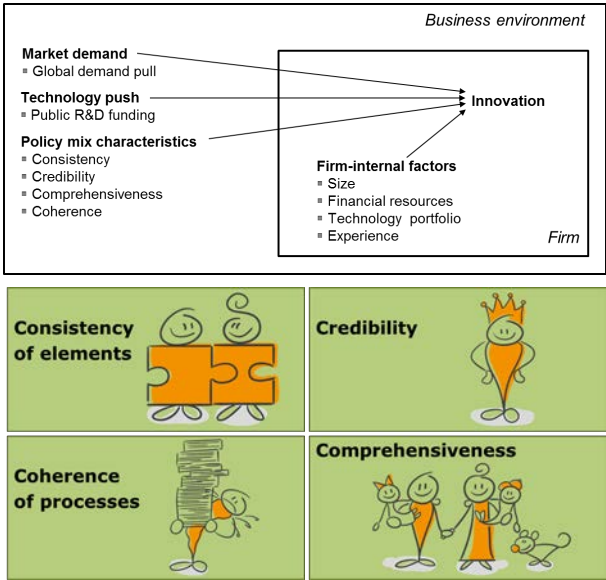 Business environment
Market demand
Global demand pull
Technology push
Public R&D funding
Policy mix characteristics
Consistency
Credibility
Comprehensiveness
Coherence
Innovation
Firm-internal factors
Size
Financial resources
Technology portfolio
Experience
Firm
Consistency
of elements
Credibility
Coherence
of processes
Comprehensiveness